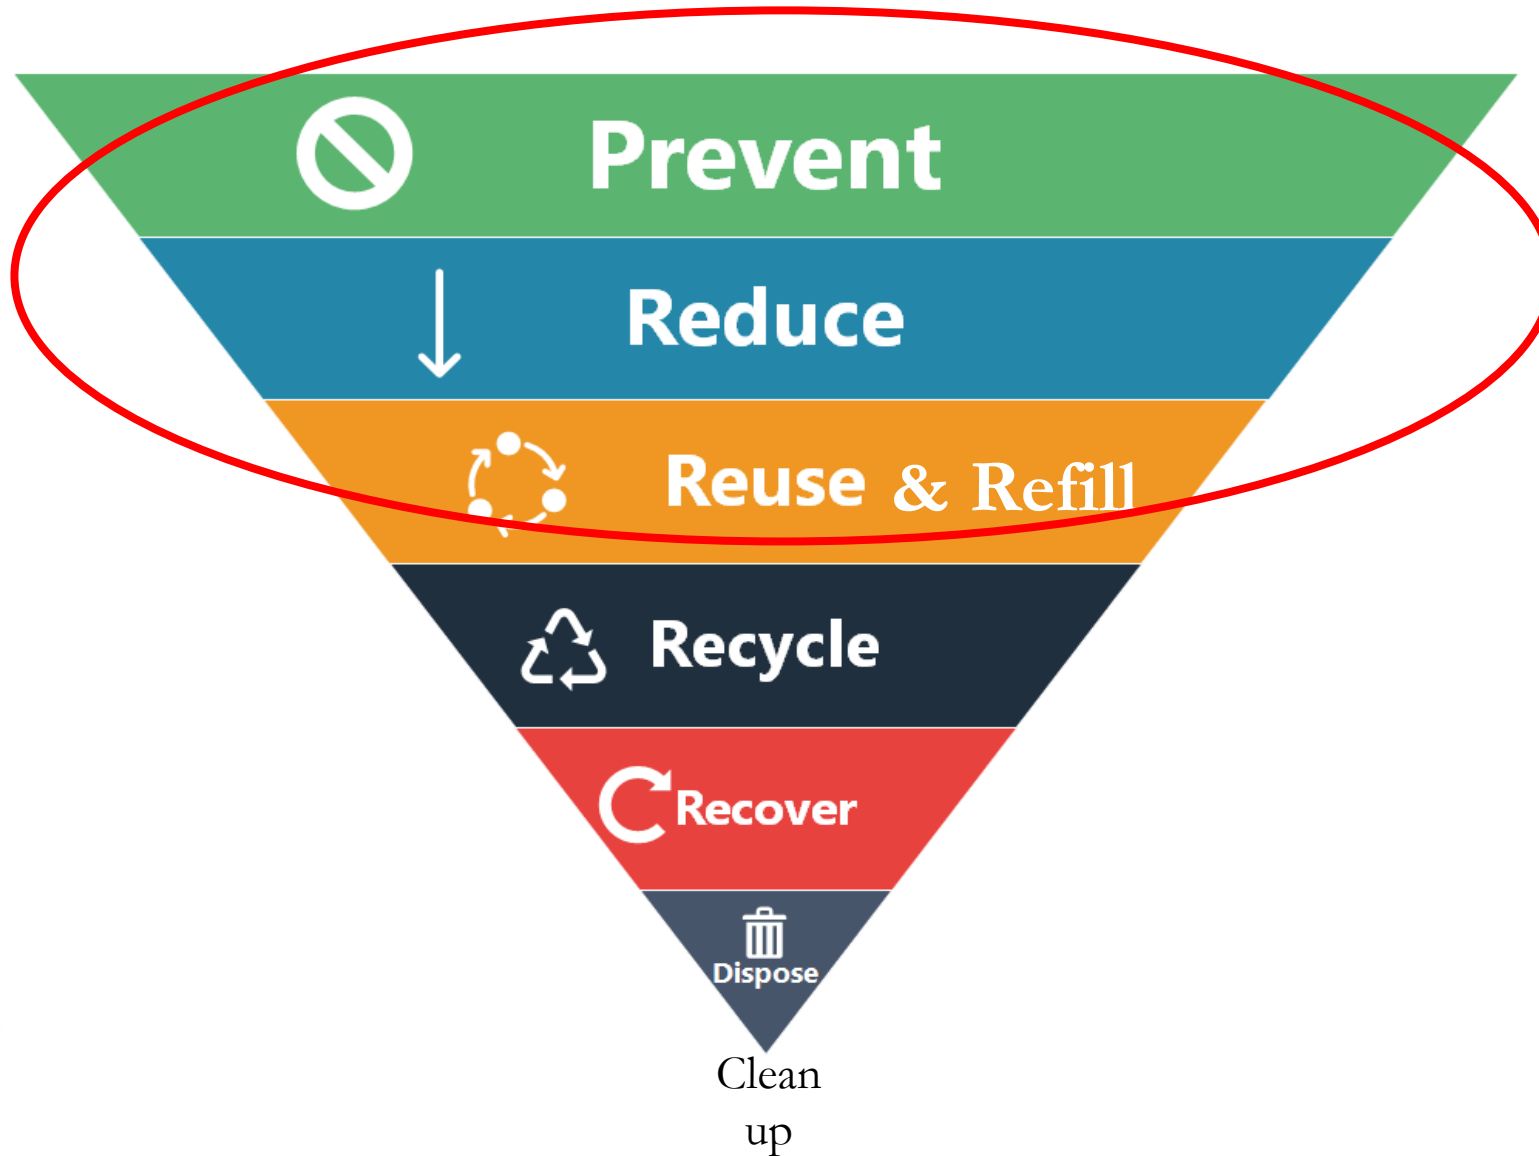 Prevent
Reduce
Reuse & Refill
Recycle
Recover
Dispose
Clean
up